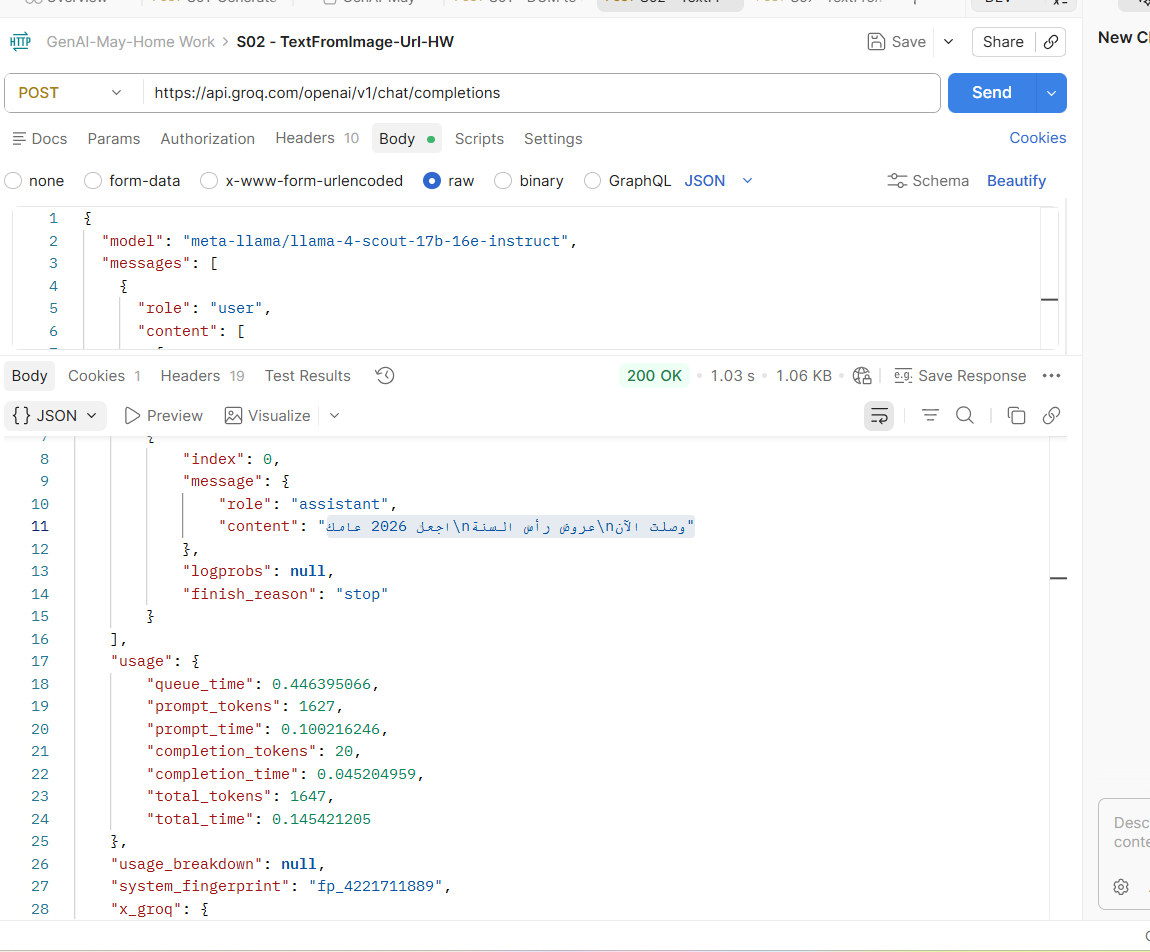 Overview
GenAI-May-Home Work > S02 - TextFromImage-Url-HW
Save
Share
New
POST
https://api.groq.com/openai/v1/chat/completions
Send
Docs Params Authorization Headers 10 Body Scripts Settings
Cookies
none form-data x-www-form-urlencoded raw binary GraphQL JSON
Schema Beautify
1 {
2 "model": "meta-llama/llama-4-scout-17b-16e-instruct",
3 "messages": [
4 {
5 "role": "user",
6 "content": [
Body Cookies 1 Headers 19 Test Results
200 OK • 1.03 s • 1.06 KB • e.g. Save Response
{} JSON Preview Visualize
7 {
8 "index": 0,
9 "message": {
10 "role": "assistant",
11 "content": "وصلت الآن\nعروض رأس السنة\nاجعل 2026 عامك"
12 },
13 "logprobs": null,
14 "finish_reason": "stop"
15 }
16 ],
17 "usage": {
18 "queue_time": 0.446395066,
19 "prompt_tokens": 1627,
20 "prompt_time": 0.100216246,
21 "completion_tokens": 20,
22 "completion_time": 0.045204959,
23 "total_tokens": 1647,
24 "total_time": 0.145421205
25 },
26 "usage_breakdown": null,
27 "system_fingerprint": "fp_4221711889",
28 "x_groq": {